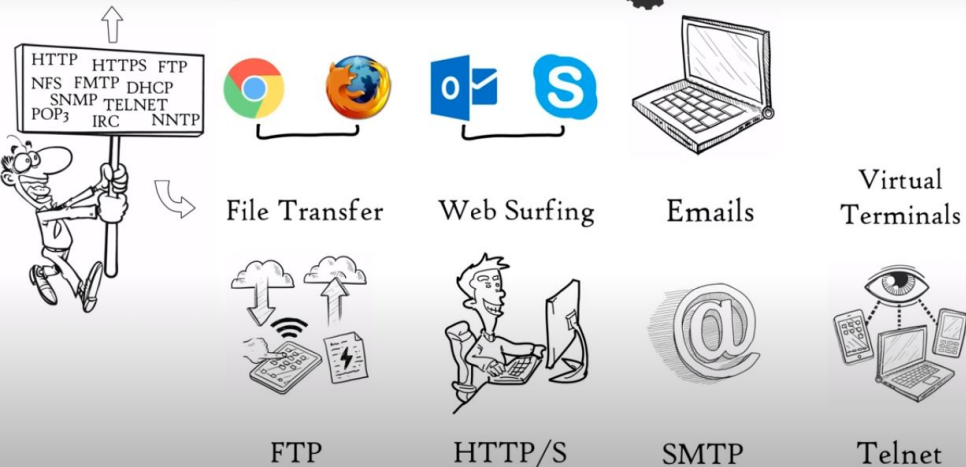 HTTP HTTPS FTP
NFS FMTP DHCP
SNMP TELNET
POP3 IRC NNTP
File Transfer
Web Surfing
Emails
Virtual
Terminals
FTP
HTTP/S
SMTP
Telnet